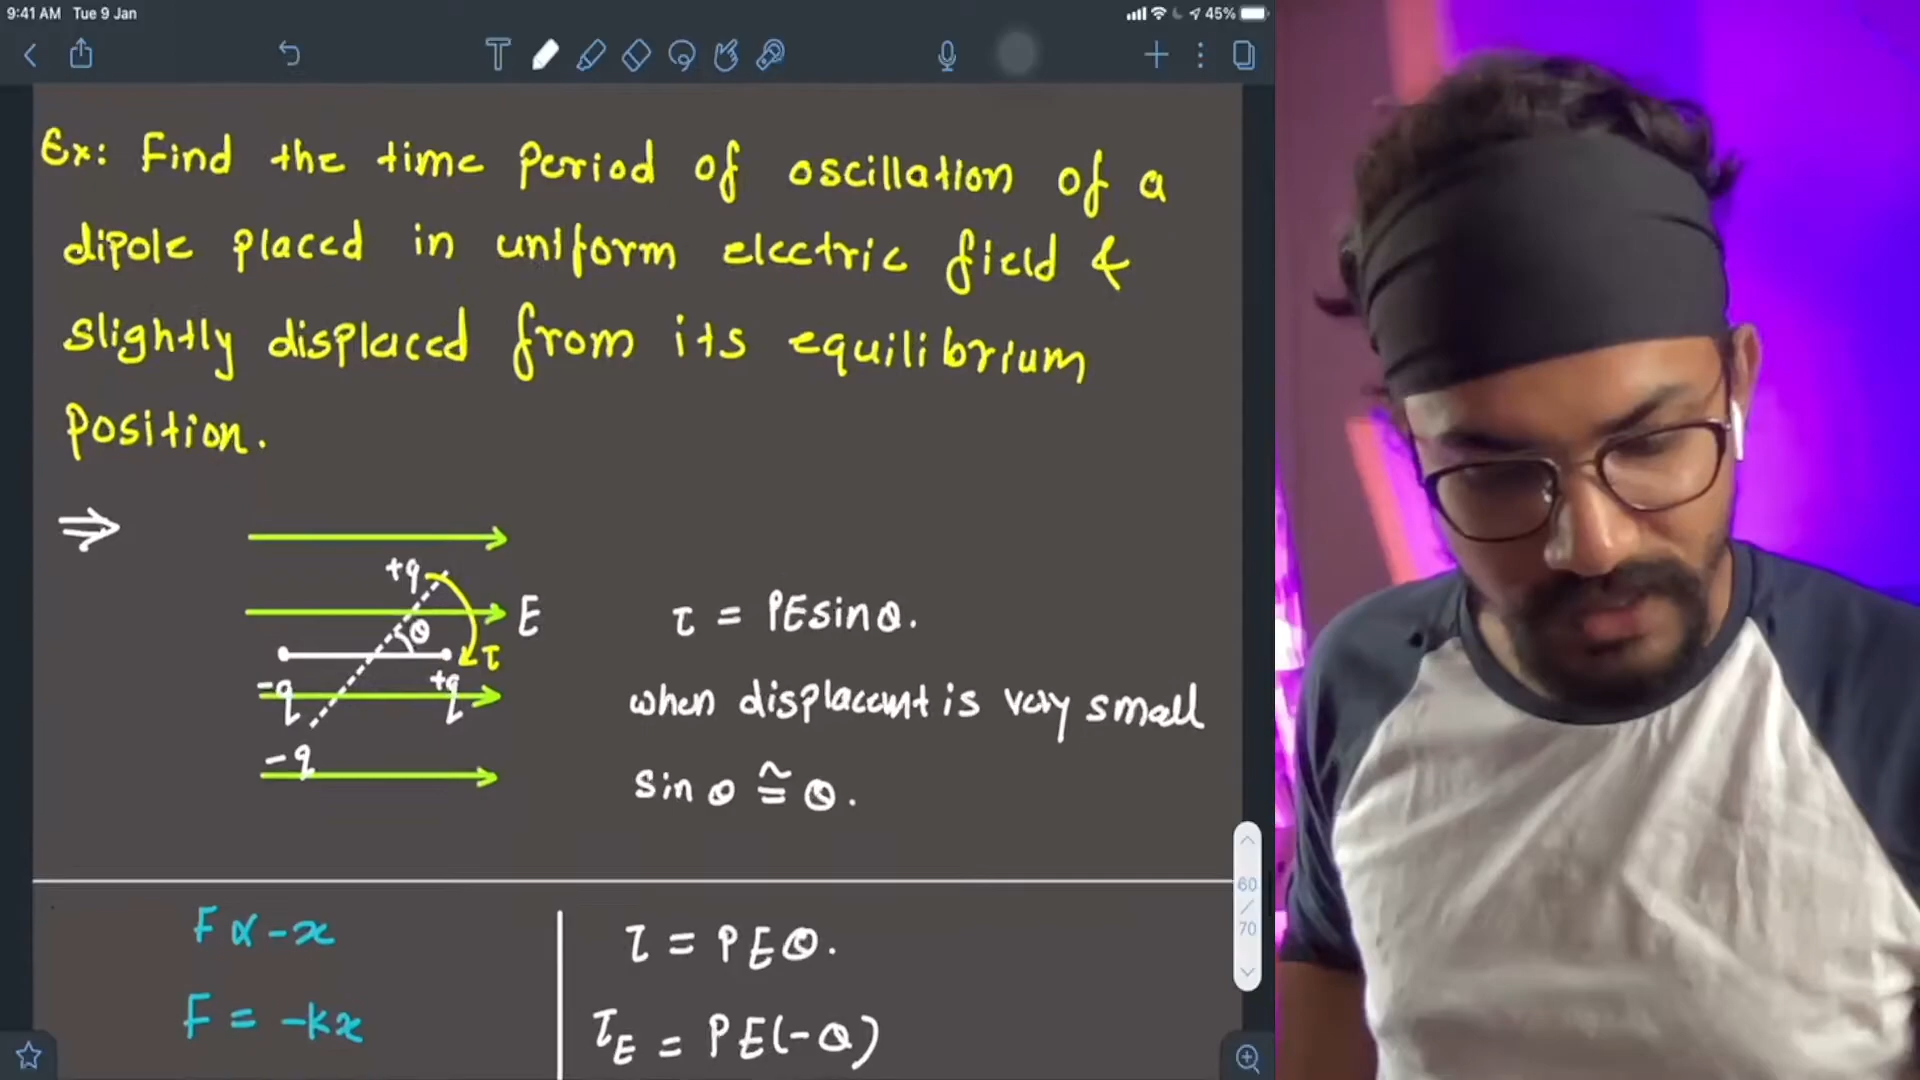 9:41 AM Tue 9 Jan
45%
Ex: Find the time period of oscillation of a
dipole placed in uniform electric field &
slightly displaced from its equilibrium
position.
⇒
+q
E
θ
τ
-q
+q
-q
τ = PEsinθ.
when displacemt is very small
sin θ ≅ θ.
60
/
70
F α -x
F = -kx
τ = PEθ.
τE = PE(-θ)